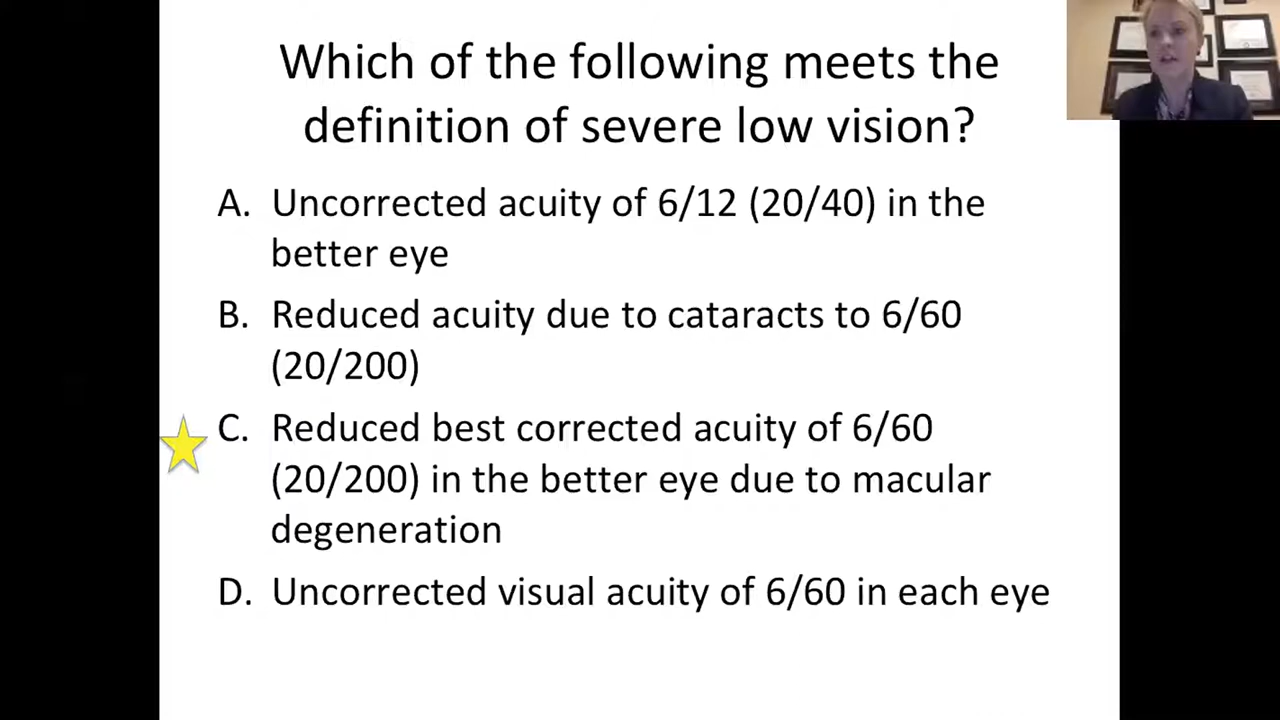 Which of the following meets the
definition of severe low vision?
A. Uncorrected acuity of 6/12 (20/40) in the
better eye
B. Reduced acuity due to cataracts to 6/60
(20/200)
C. Reduced best corrected acuity of 6/60
(20/200) in the better eye due to macular
degeneration
D. Uncorrected visual acuity of 6/60 in each eye